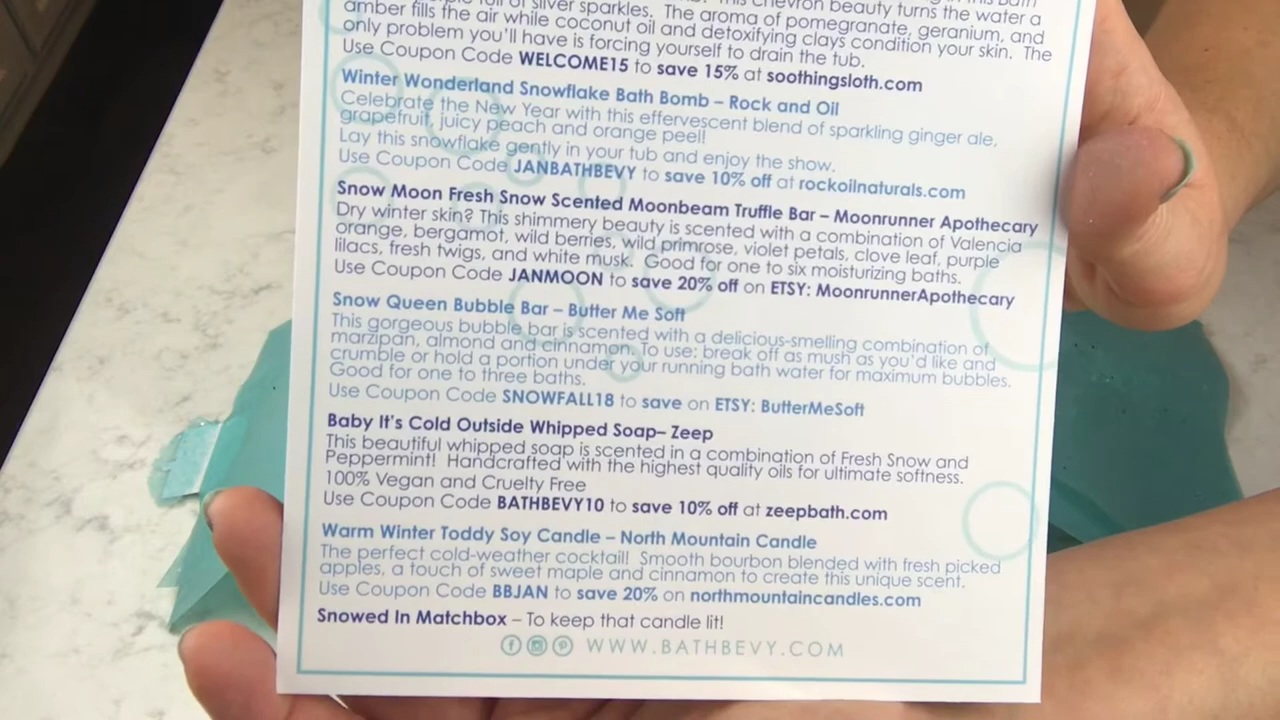 This chevron beauty turns the water a
silver sparkles. The aroma of pomegranate, geranium, and
amber fills the air while coconut oil and detoxifying clays condition your skin. The
only problem you'll have is forcing yourself to drain the tub.
Use Coupon Code WELCOME15 to save 15% at soothingsloth.com
Winter Wonderland Snowflake Bath Bomb – Rock and Oil
Celebrate the New Year with this effervescent blend of sparkling ginger ale,
grapefruit, juicy peach and orange peel!
Lay this snowflake gently in your tub and enjoy the show.
Use Coupon Code JANBATHBEVY to save 10% off at rockoilnaturals.com
Snow Moon Fresh Snow Scented Moonbeam Truffle Bar – Moonrunner Apothecary
Dry winter skin? This shimmery beauty is scented with a combination of Valencia
orange, bergamot, wild berries, wild primrose, violet petals, clove leaf, purple
lilacs, fresh twigs, and white musk. Good for one to six moisturizing baths.
Use Coupon Code JANMOON to save 20% off on ETSY: MoonrunnerApothecary
Snow Queen Bubble Bar – Butter Me Soft
This gorgeous bubble bar is scented with a delicious-smelling combination of
marzipan, almond and cinnamon. To use: break off as mush as you'd like and
crumble or hold a portion under your running bath water for maximum bubbles.
Good for one to three baths.
Use Coupon Code SNOWFALL18 to save on ETSY: ButterMeSoft
Baby It's Cold Outside Whipped Soap– Zeep
This beautiful whipped soap is scented in a combination of Fresh Snow and
Peppermint! Handcrafted with the highest quality oils for ultimate softness.
100% Vegan and Cruelty Free
Use Coupon Code BATHBEVY10 to save 10% off at zeepbath.com
Warm Winter Toddy Soy Candle – North Mountain Candle
The perfect cold-weather cocktail! Smooth bourbon blended with fresh picked
apples, a touch of sweet maple and cinnamon to create this unique scent.
Use Coupon Code BBJAN to save 20% on northmountaincandles.com
Snowed In Matchbox – To keep that candle lit!
WWW.BATHBEVY.COM